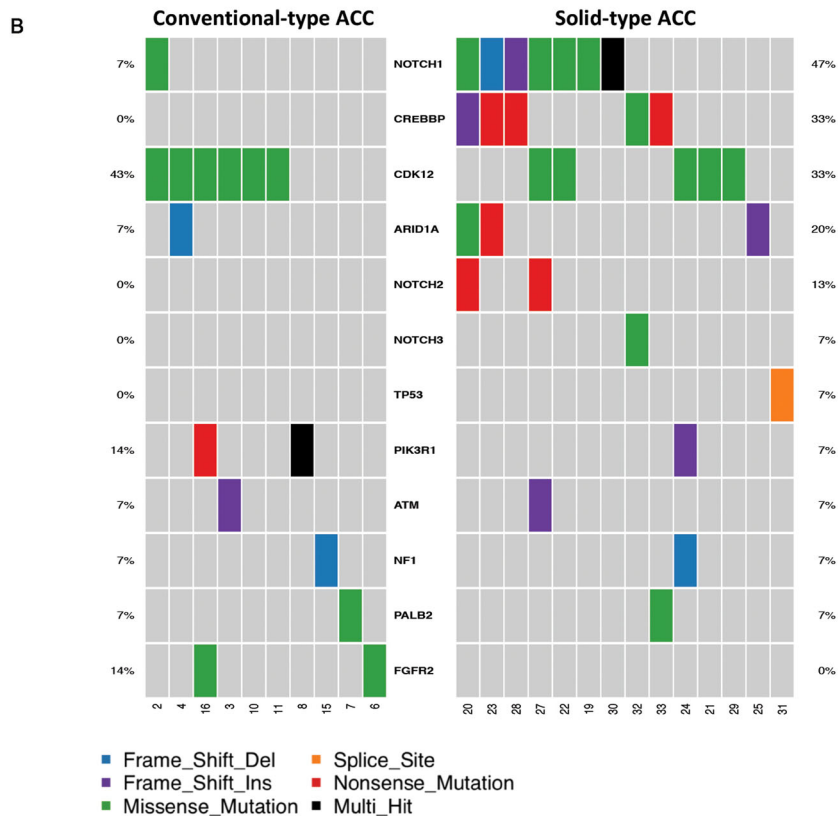 B
Conventional-type ACC
Solid-type ACC
7% NOTCH1 47%
0% CREBBP 33%
43% CDK12 33%
7% ARID1A 20%
0% NOTCH2 13%
0% NOTCH3 7%
0% TP53 7%
14% PIK3R1 7%
7% ATM 7%
7% NF1 7%
7% PALB2 7%
14% FGFR2 0%
2 4 16 3 10 11 8 15 7 6
20 23 28 27 22 19 30 32 33 24 21 29 25 31
Frame_Shift_Del
Splice_Site
Frame_Shift_Ins
Nonsense_Mutation
Missense_Mutation
Multi_Hit